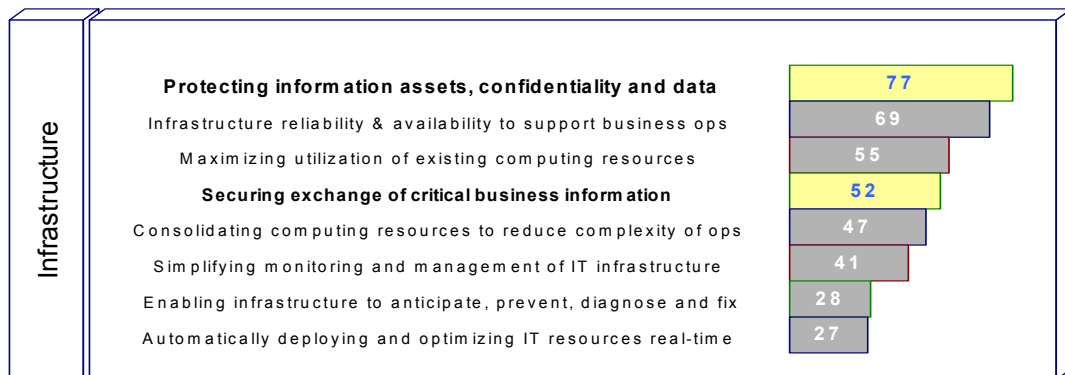 Infrastructure
Protecting information assets, confidentiality and data 77
Infrastructure reliability & availability to support business ops 69
Maximizing utilization of existing computing resources 55
Securing exchange of critical business information 52
Consolidating computing resources to reduce complexity of ops 47
Simplifying monitoring and management of IT infrastructure 41
Enabling infrastructure to anticipate, prevent, diagnose and fix 28
Automatically deploying and optimizing IT resources real-time 27